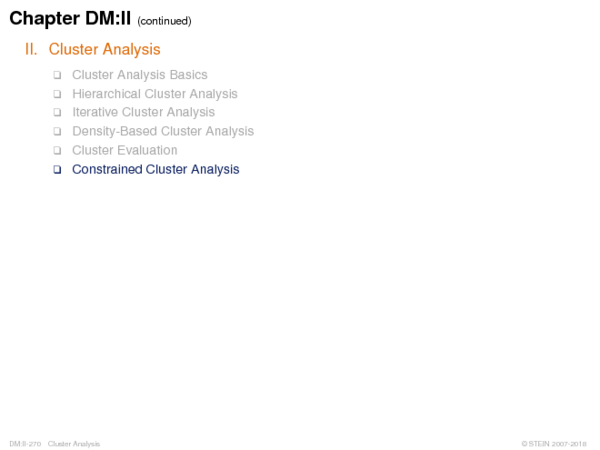 Chapter DM:II (continued)
II. Cluster Analysis
❑ Cluster Analysis Basics
❑ Hierarchical Cluster Analysis
❑ Iterative Cluster Analysis
❑ Density-Based Cluster Analysis
❑ Cluster Evaluation
❑ Constrained Cluster Analysis
DM:II-270 Cluster Analysis
© STEIN 2007-2018